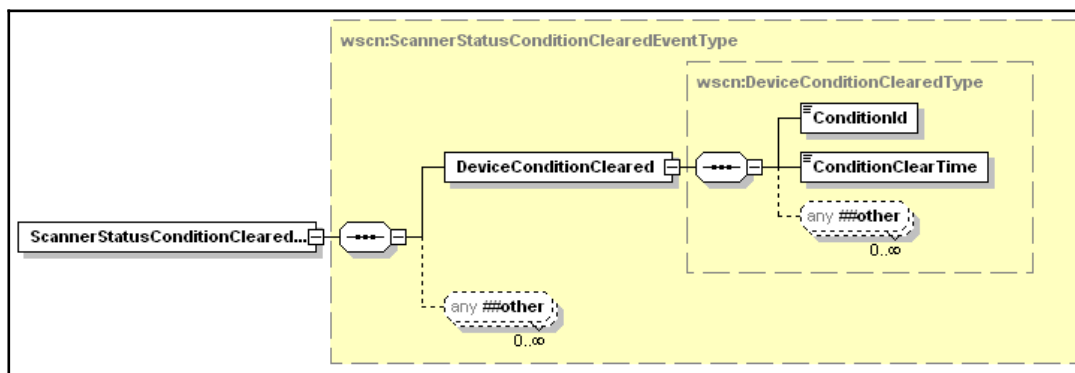 wscn:ScannerStatusConditionClearedEventType
wscn:DeviceConditionClearedType
ConditionId
DeviceConditionCleared
ConditionClearTime
any ##other
0..∞
ScannerStatusConditionCleared...
any ##other
0..∞